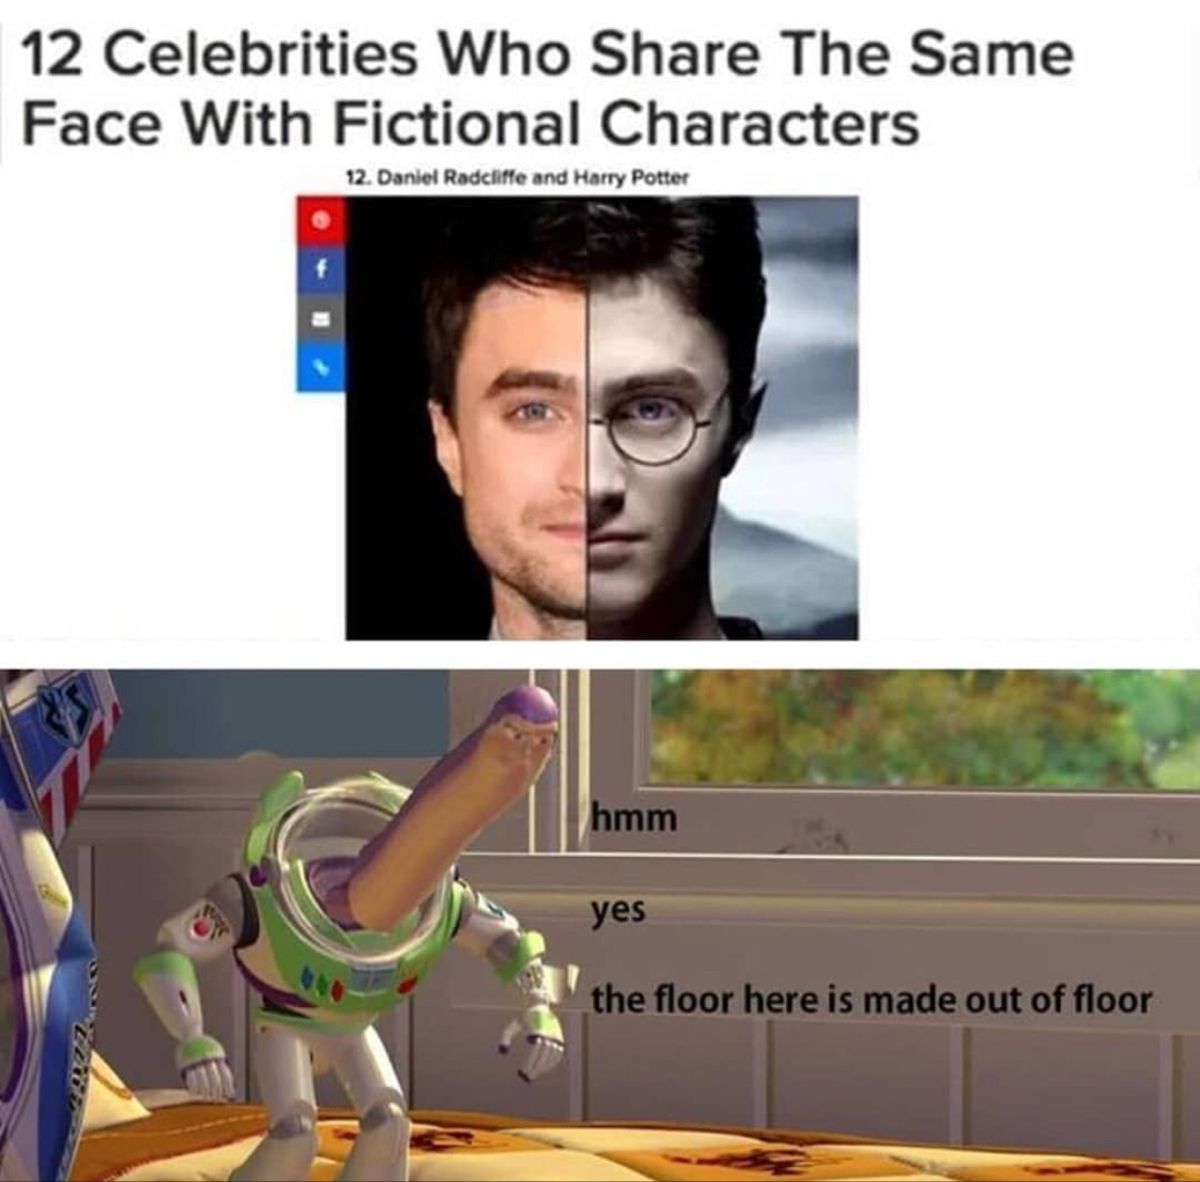 12 Celebrities Who Share The Same
Face With Fictional Characters
12. Daniel Radcliffe and Harry Potter
f
hmm
yes
the floor here is made out of floor